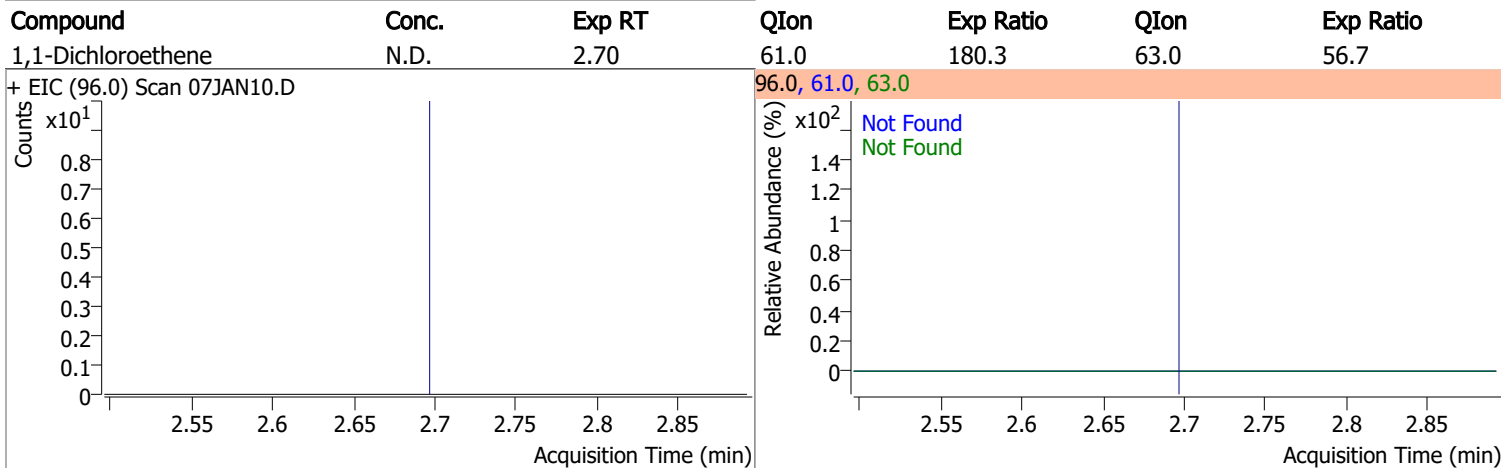 Compound Conc. Exp RT QIon Exp Ratio QIon Exp Ratio
1,1-Dichloroethene N.D. 2.70 61.0 180.3 63.0 56.7
+ EIC (96.0) Scan 07JAN10.D
Counts
x10¹
0.8
0.7
0.6
0.5
0.4
0.3
0.2
0.1
0
2.55 2.6 2.65 2.7 2.75 2.8 2.85
Acquisition Time (min)
96.0, 61.0, 63.0
Relative Abundance (%)
x10²
Not Found
Not Found
1.4
1.2
1
0.8
0.6
0.4
0.2
0
2.55 2.6 2.65 2.7 2.75 2.8 2.85
Acquisition Time (min)